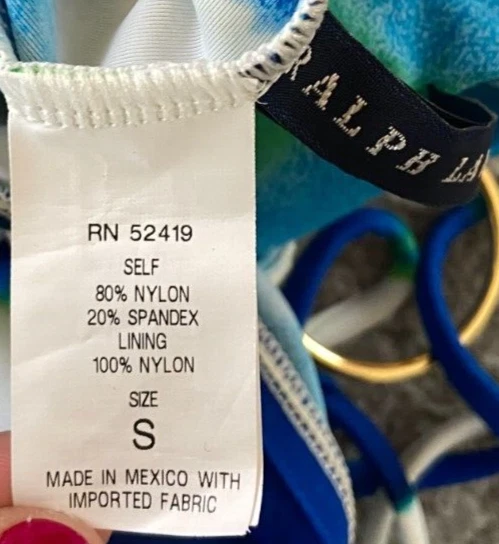 RALPH LA
RN 52419
SELF
80% NYLON
20% SPANDEX
LINING
100% NYLON
SIZE
S
MADE IN MEXICO WITH
IMPORTED FABRIC